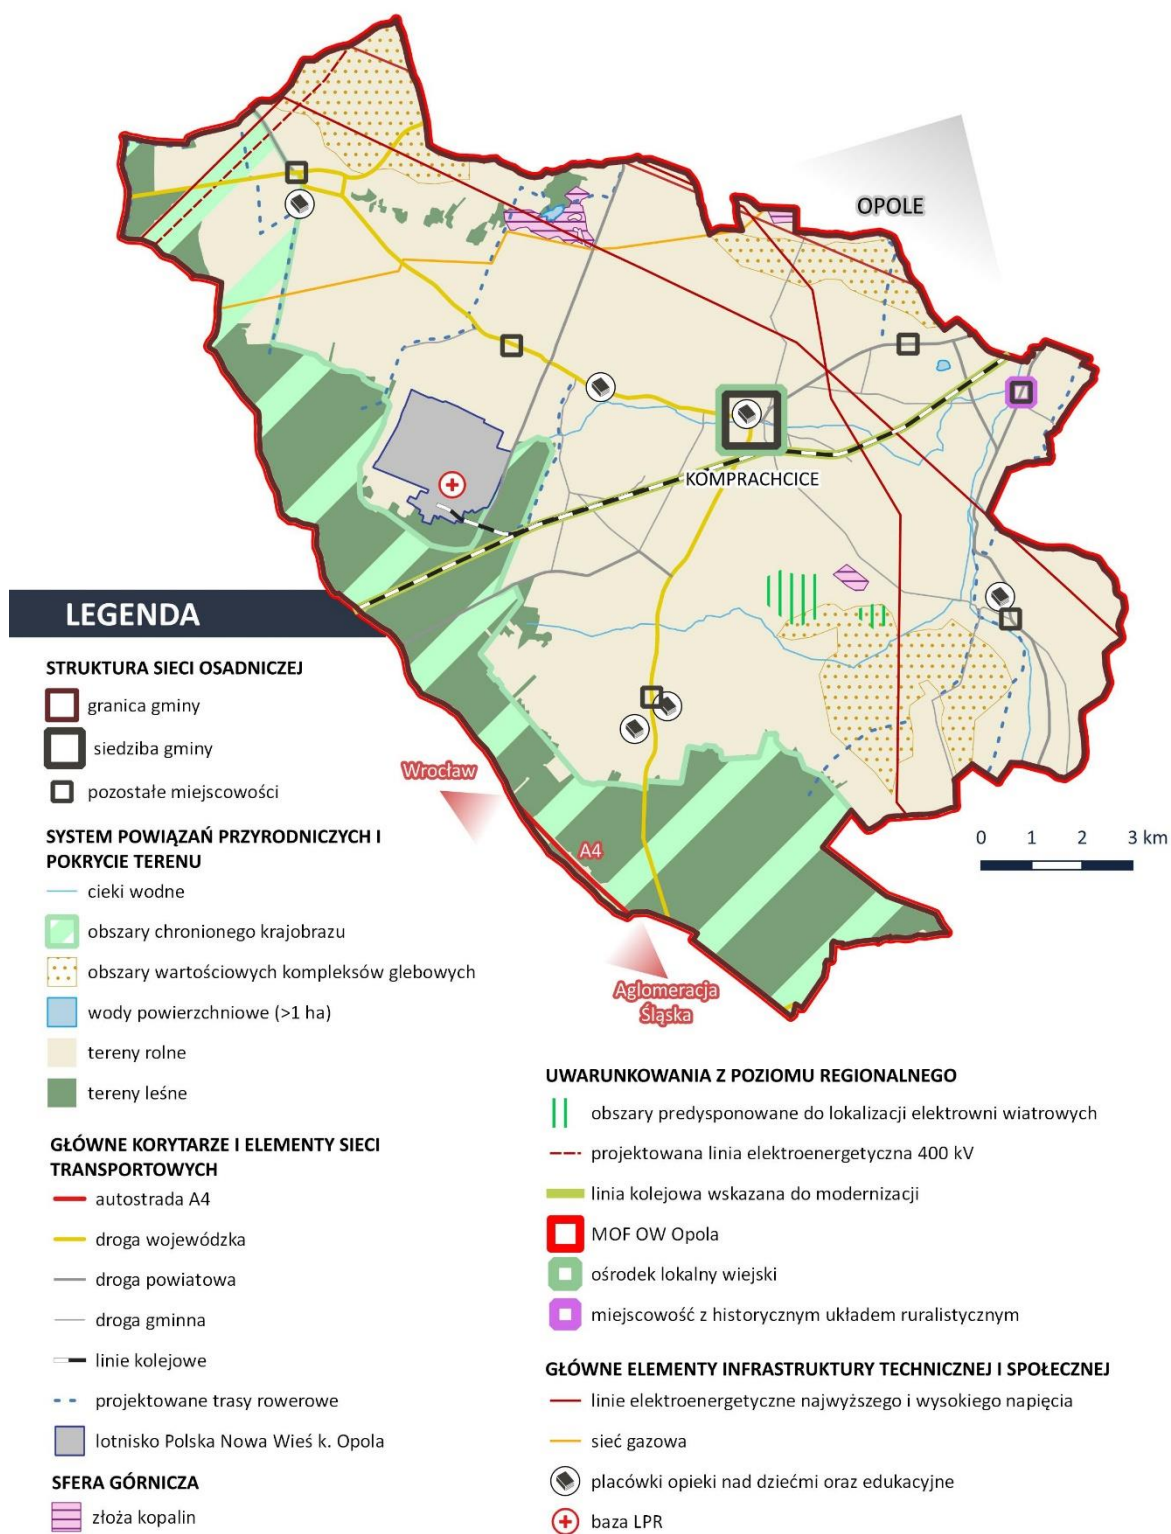 OPOLE
KOMPRACHCICE
Wrocław
A4
Aglomeracja
Śląska
0 1 2 3 km
LEGENDA
STRUKTURA SIECI OSADNICZEJ
granica gminy
siedziba gminy
pozostałe miejscowości
SYSTEM POWIĄZAŃ PRZYRODNICZYCH I
POKRYCIE TERENU
cieki wodne
obszary chronionego krajobrazu
obszary wartościowych kompleksów glebowych
wody powierzchniowe (>1 ha)
tereny rolne
tereny leśne
GŁÓWNE KORYTARZE I ELEMENTY SIECI
TRANSPORTOWYCH
autostrada A4
droga wojewódzka
droga powiatowa
droga gminna
linie kolejowe
projektowane trasy rowerowe
lotnisko Polska Nowa Wieś k. Opola
SFERA GÓRNICZA
złoża kopalin
UWARUNKOWANIA Z POZIOMU REGIONALNEGO
obszary predysponowane do lokalizacji elektrowni wiatrowych
projektowana linia elektroenergetyczna 400 kV
linia kolejowa wskazana do modernizacji
MOF OW Opola
ośrodek lokalny wiejski
miejscowość z historycznym układem ruralistycznym
GŁÓWNE ELEMENTY INFRASTRUKTURY TECHNICZNEJ I SPOŁECZNEJ
linie elektroenergetyczne najwyższego i wysokiego napięcia
sieć gazowa
placówki opieki nad dziećmi oraz edukacyjne
baza LPR